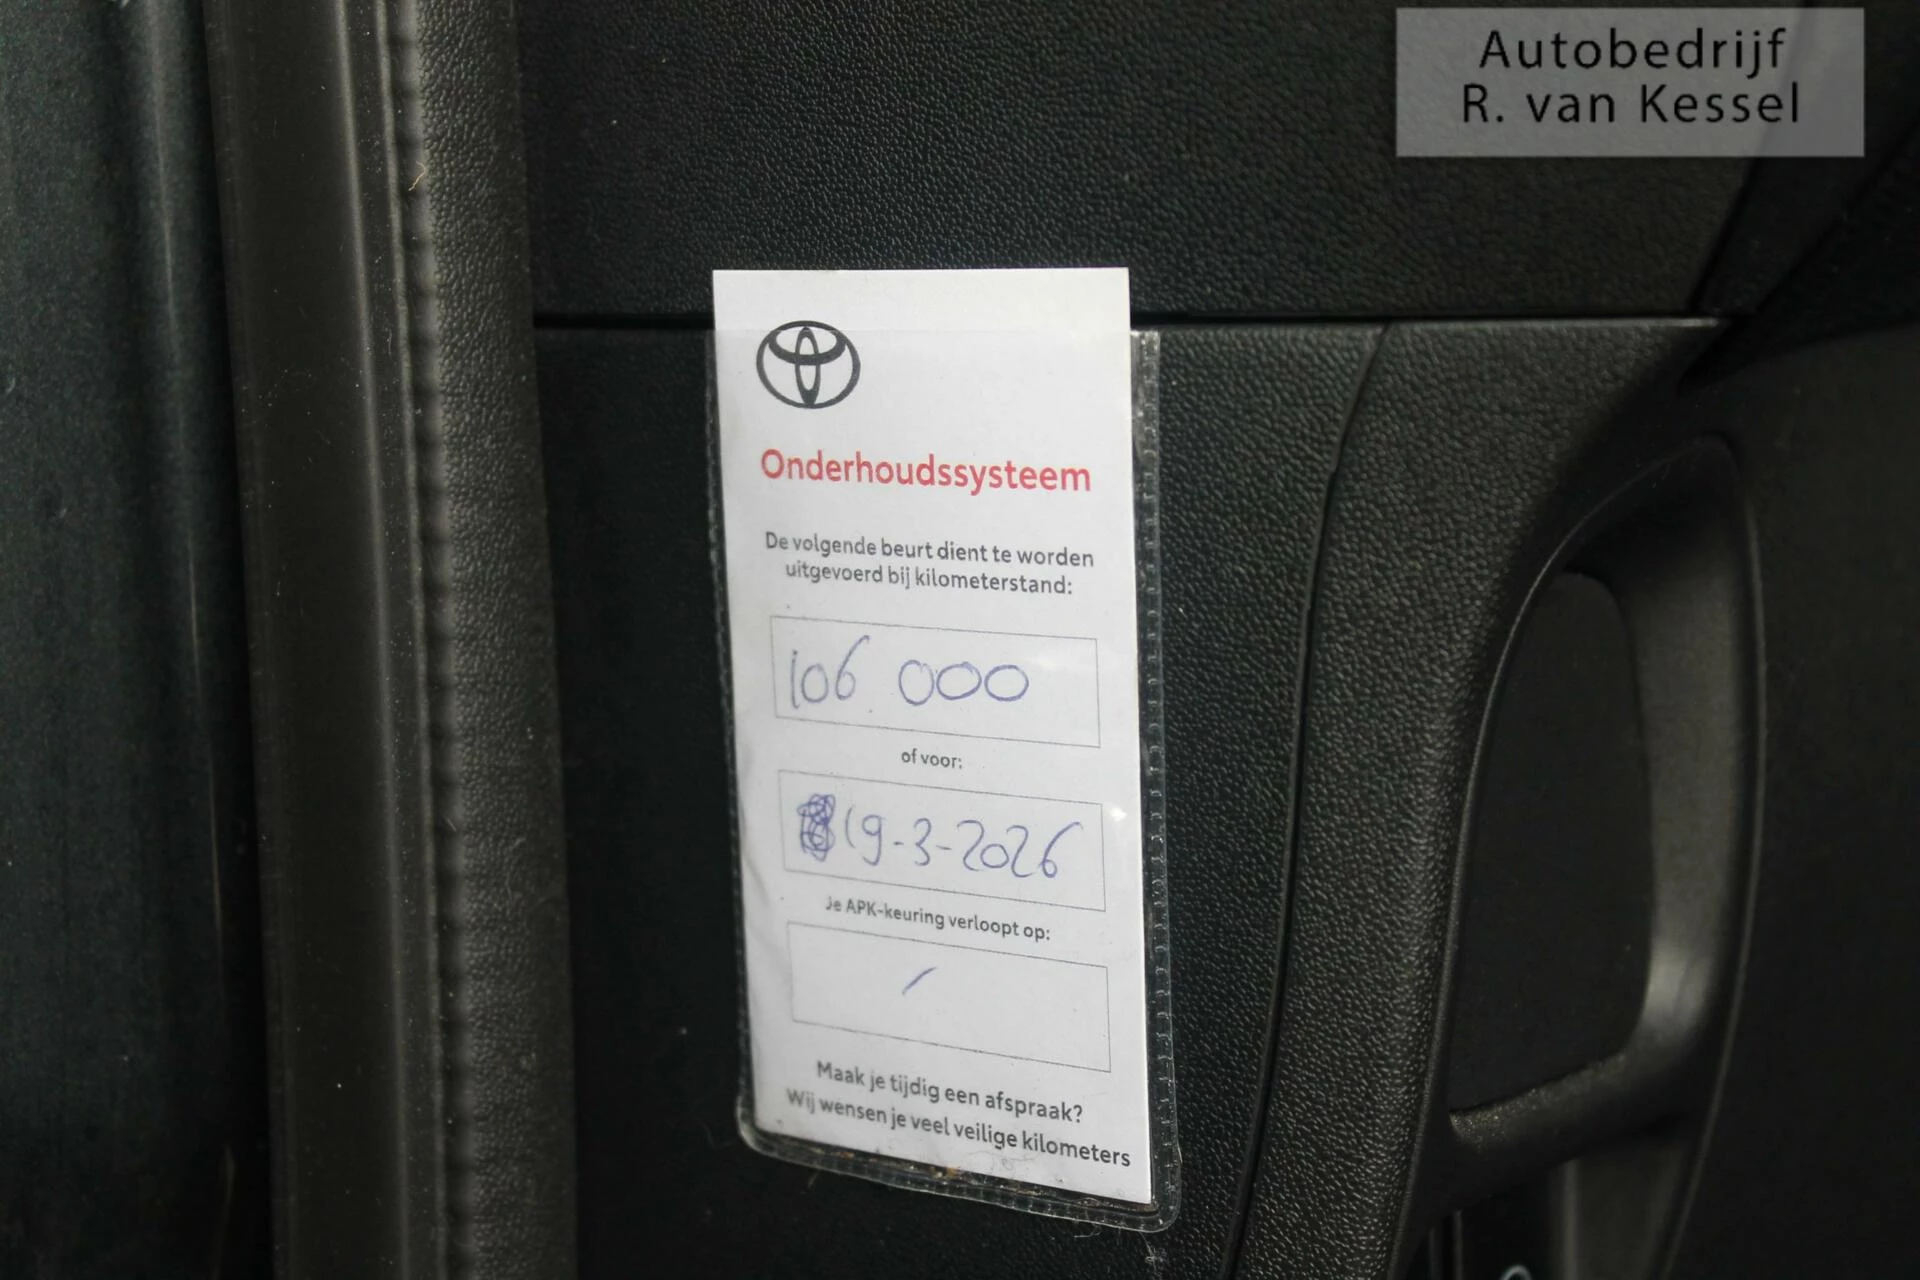 Autobedrijf
R. van Kessel
Onderhoudssysteem
De volgende beurt dient te worden
uitgevoerd bij kilometerstand:
106 000
of voor:
19-3-2026
Je APK-keuring verloopt op:
Maak je tijdig een afspraak?
Wij wensen je veel veilige kilometers